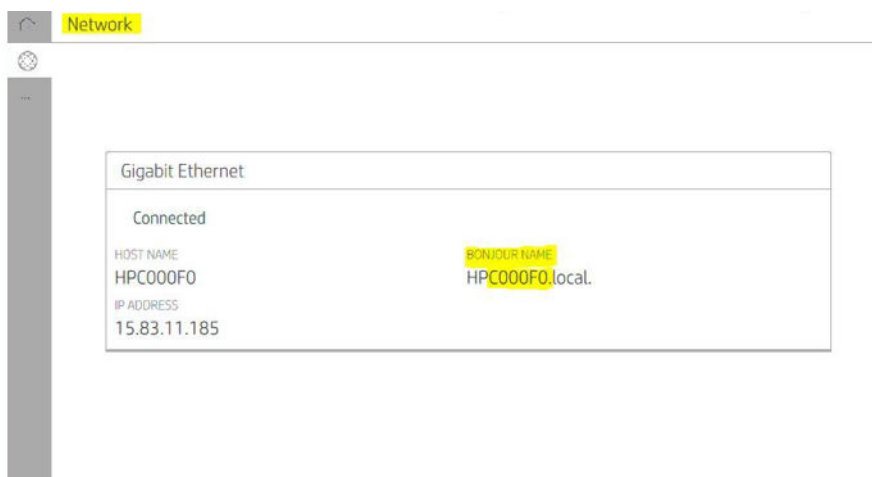 Network
...
Gigabit Ethernet
Connected
HOST NAME
HPC000F0
BONJOUR NAME
HPC000F0.local.
IP ADDRESS
15.83.11.185